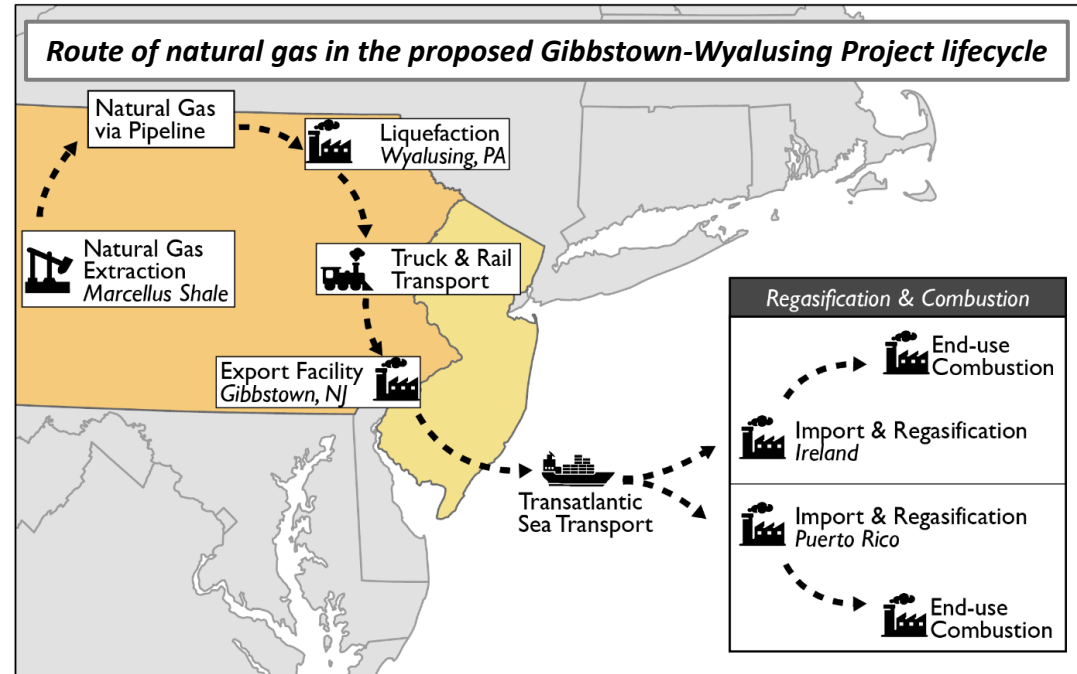 Route of natural gas in the proposed Gibbstown-Wyalusing Project lifecycle
Natural Gas
via Pipeline
Liquefaction
Wyalusing, PA
Natural Gas
Extraction
Marcellus Shale
Truck & Rail
Transport
Export Facility
Gibbstown, NJ
Transatlantic
Sea Transport
Regasification & Combustion
End-use
Combustion
Import & Regasification
Ireland
Import & Regasification
Puerto Rico
End-use
Combustion